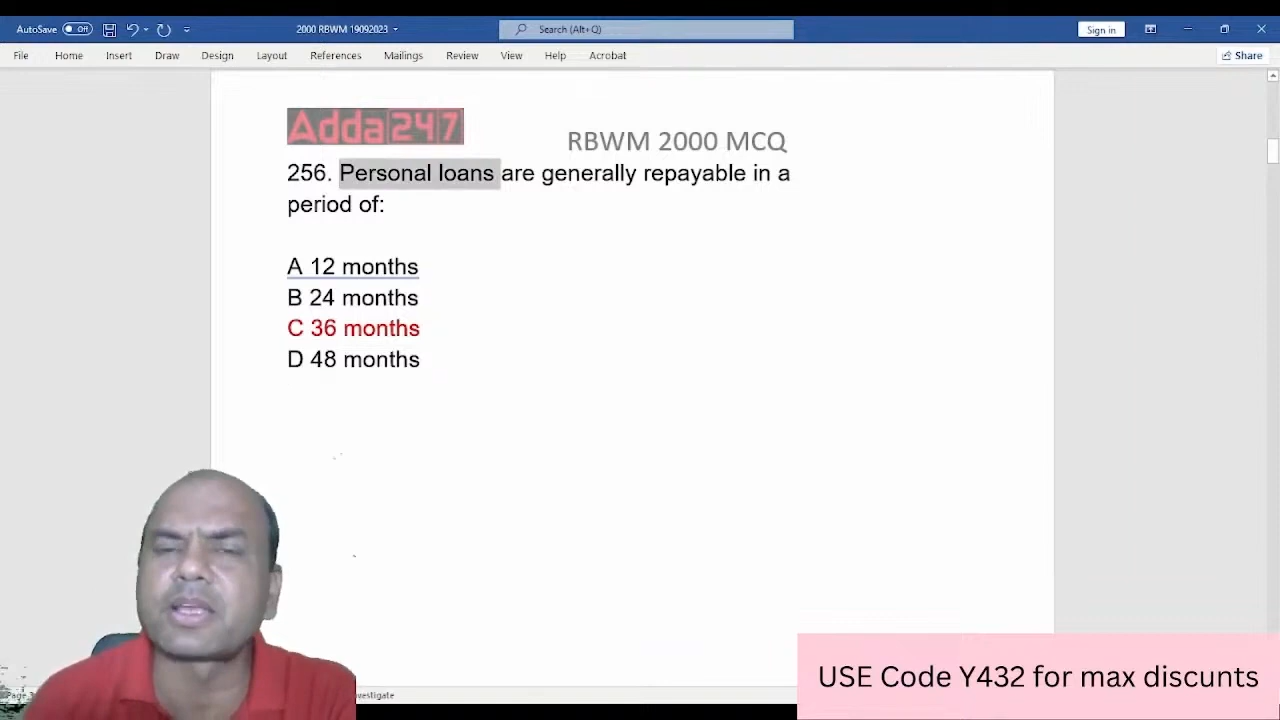 AutoSave Off 2000 RBWM 19092023 Search (Alt+Q) Sign in
File Home Insert Draw Design Layout References Mailings Review View Help Acrobat Share
Adda247
RBWM 2000 MCQ
256. Personal loans are generally repayable in a
period of:
A 12 months
B 24 months
C 36 months
D 48 months
USE Code Y432 for max discunts